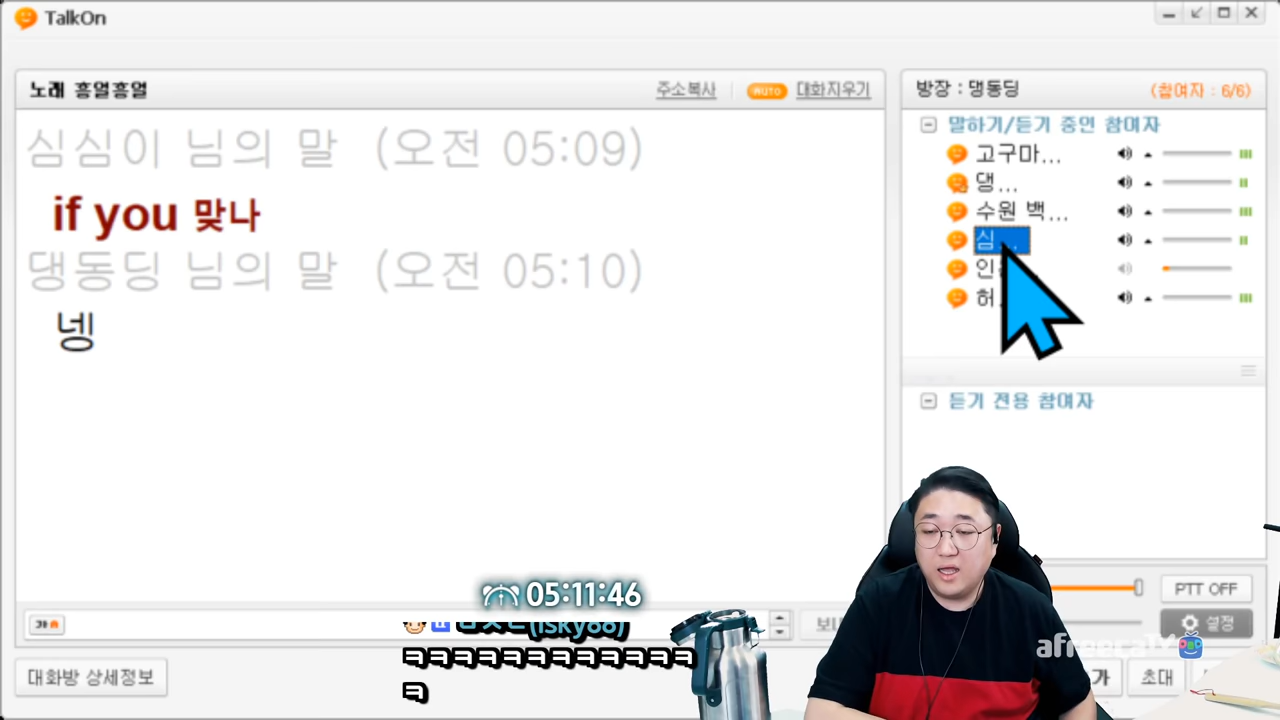 TalkOn
노래 흥얼흥얼
주소복사
AUTO
대화지우기
심심이 님의 말 (오전 05:09)
if you 맞나
댕동딩 님의 말 (오전 05:10)
넹
방장 : 댕동딩
(참여자 : 6/6)
말하기/듣기 중인 참여자
고구마...
댕...
수원 백...
심...
인
허
듣기 전용 참여자
05:11:46
(isky86)
ㅋㅋㅋㅋㅋㅋㅋㅋㅋㅋㅋㅋ
ㅋ
PTT OFF
설정
afreecaTV
가
초대
대화방 상세정보